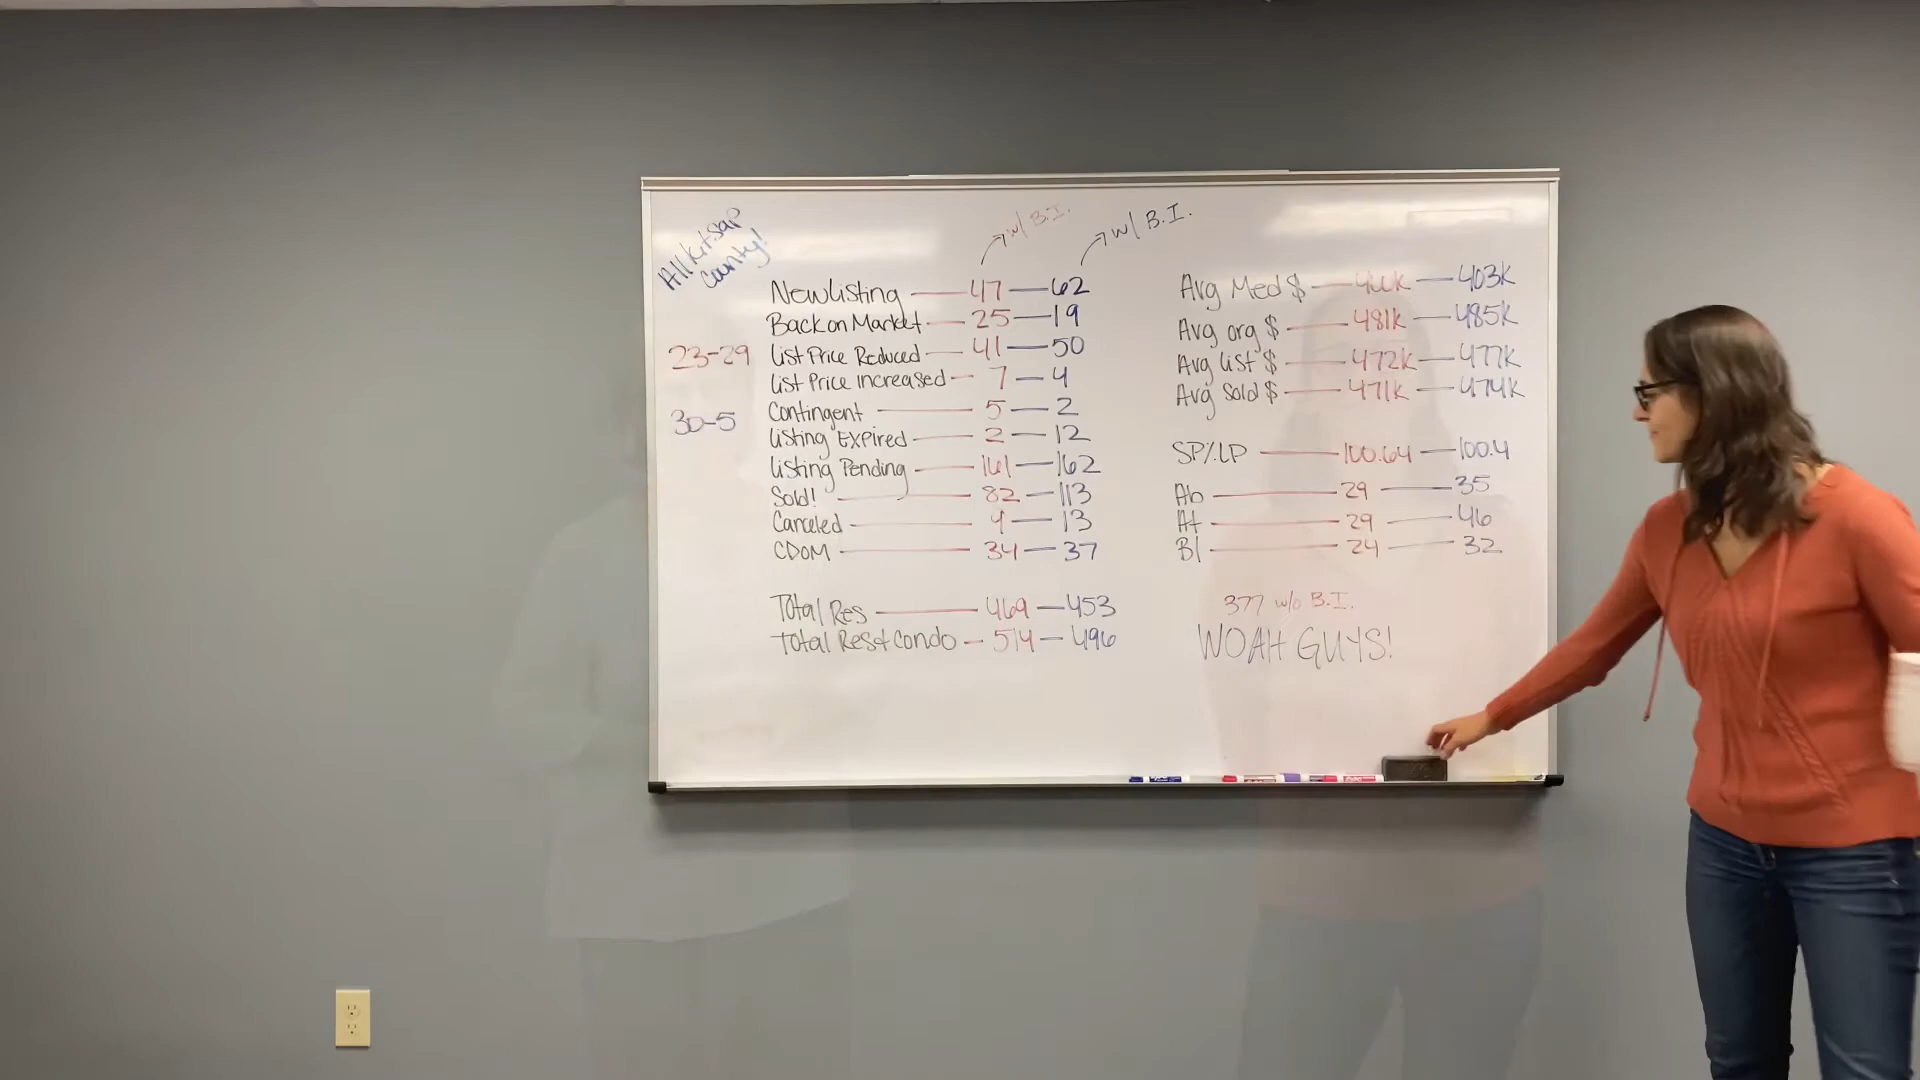 All Kitsap
County!
w/ B.I.
w/ B.I.
New Listing 47 62
Back on Market 25 19
23-29
List Price Reduced 41 50
List Price Increased 7 4
30-5
Contingent 5 2
Listing Expired 2 12
Listing Pending 161 162
Sold! 82 113
Canceled 9 13
CDOM 34 37
Total Res 469 453
Total Res+Condo 514 496
Avg Med $ 403K
Avg org $ 481K 485K
Avg list $ 472K 477K
Avg Sold $ 471K 474K
SP%LP 100.64 100.4
Ab 29 35
At 29 46
Bl 24 32
377 w/o B.I.
WOAH GUYS!